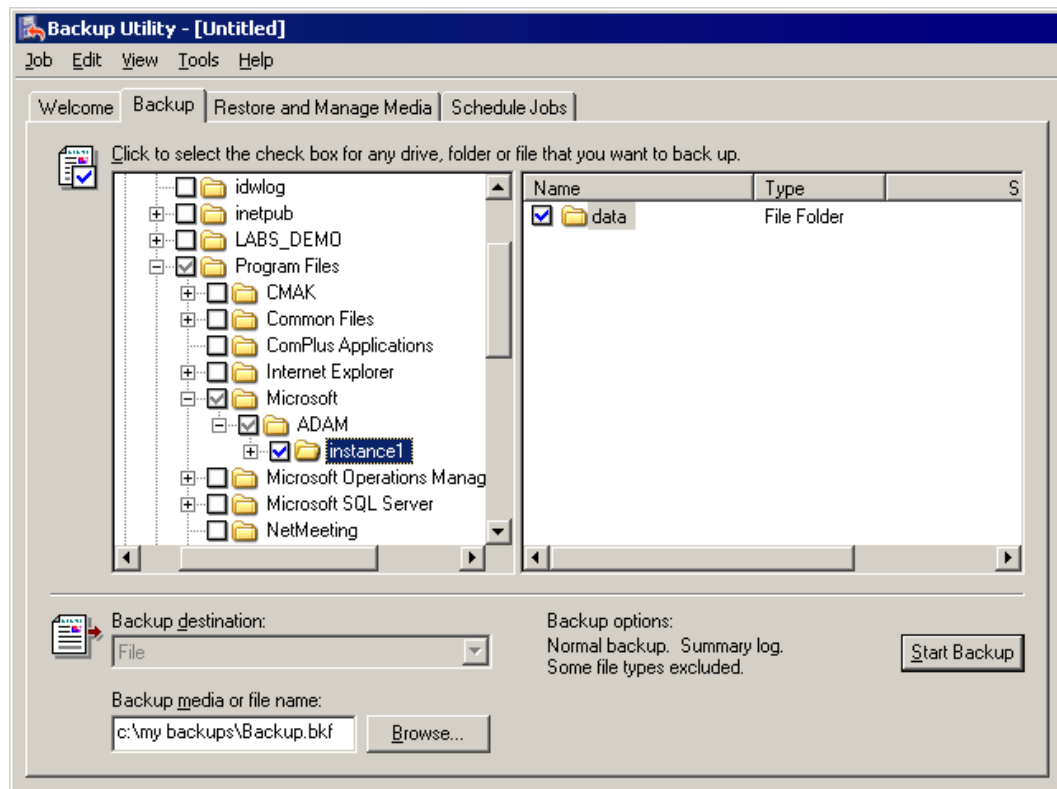 Backup Utility - [Untitled]
Job Edit View Tools Help
Welcome Backup Restore and Manage Media Schedule Jobs
Click to select the check box for any drive, folder or file that you want to back up.
idwlog
inetpub
LABS_DEMO
Program Files
CMAK
Common Files
ComPlus Applications
Internet Explorer
Microsoft
ADAM
instance1
Microsoft Operations Manag
Microsoft SQL Server
NetMeeting
Name Type S
data File Folder
Backup destination:
File
Backup media or file name:
c:\my backups\Backup.bkf Browse...
Backup options:
Normal backup. Summary log.
Some file types excluded.
Start Backup